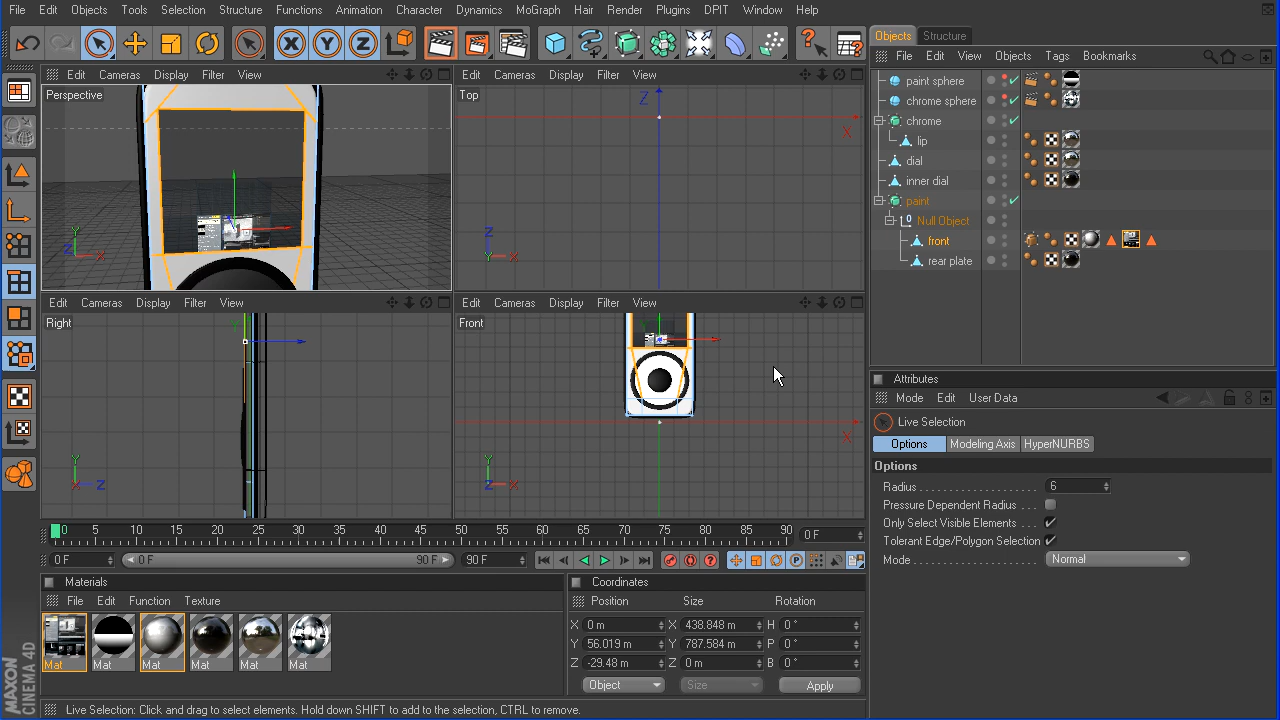 File Edit Objects Tools Selection Structure Functions Animation Character Dynamics MoGraph Hair Render Plugins DPIT Window Help
Objects Structure
File Edit View Objects Tags Bookmarks
Edit Cameras Display Filter View
Perspective
Y
Z
X
Edit Cameras Display Filter View
Top
Z
X
Z
Y
X
Edit Cameras Display Filter View
Right
Y
Y
X
Z
Edit Cameras Display Filter View
Front
X
Y
Z
X
paint sphere
chrome sphere
chrome
lip
dial
inner dial
paint
Null Object
front
rear plate
Attributes
Mode Edit User Data
Live Selection
Options Modeling Axis HyperNURBS
Options
Radius 6
Pressure Dependent Radius
Only Select Visible Elements
Tolerant Edge/Polygon Selection
Mode Normal
0 5 10 15 20 25 30 35 40 45 50 55 60 65 70 75 80 85 90 0 F
0 F 0 F 90 F 90 F
Materials
File Edit Function Texture
Mat Mat Mat Mat Mat Mat
Coordinates
Position Size Rotation
X 0 m X 438.848 m H 0 °
Y 56.019 m Y 787.584 m P 0 °
Z -29.48 m Z 0 m B 0 °
Object Size Apply
MAXON
CINEMA 4D
Live Selection: Click and drag to select elements. Hold down SHIFT to add to the selection, CTRL to remove.